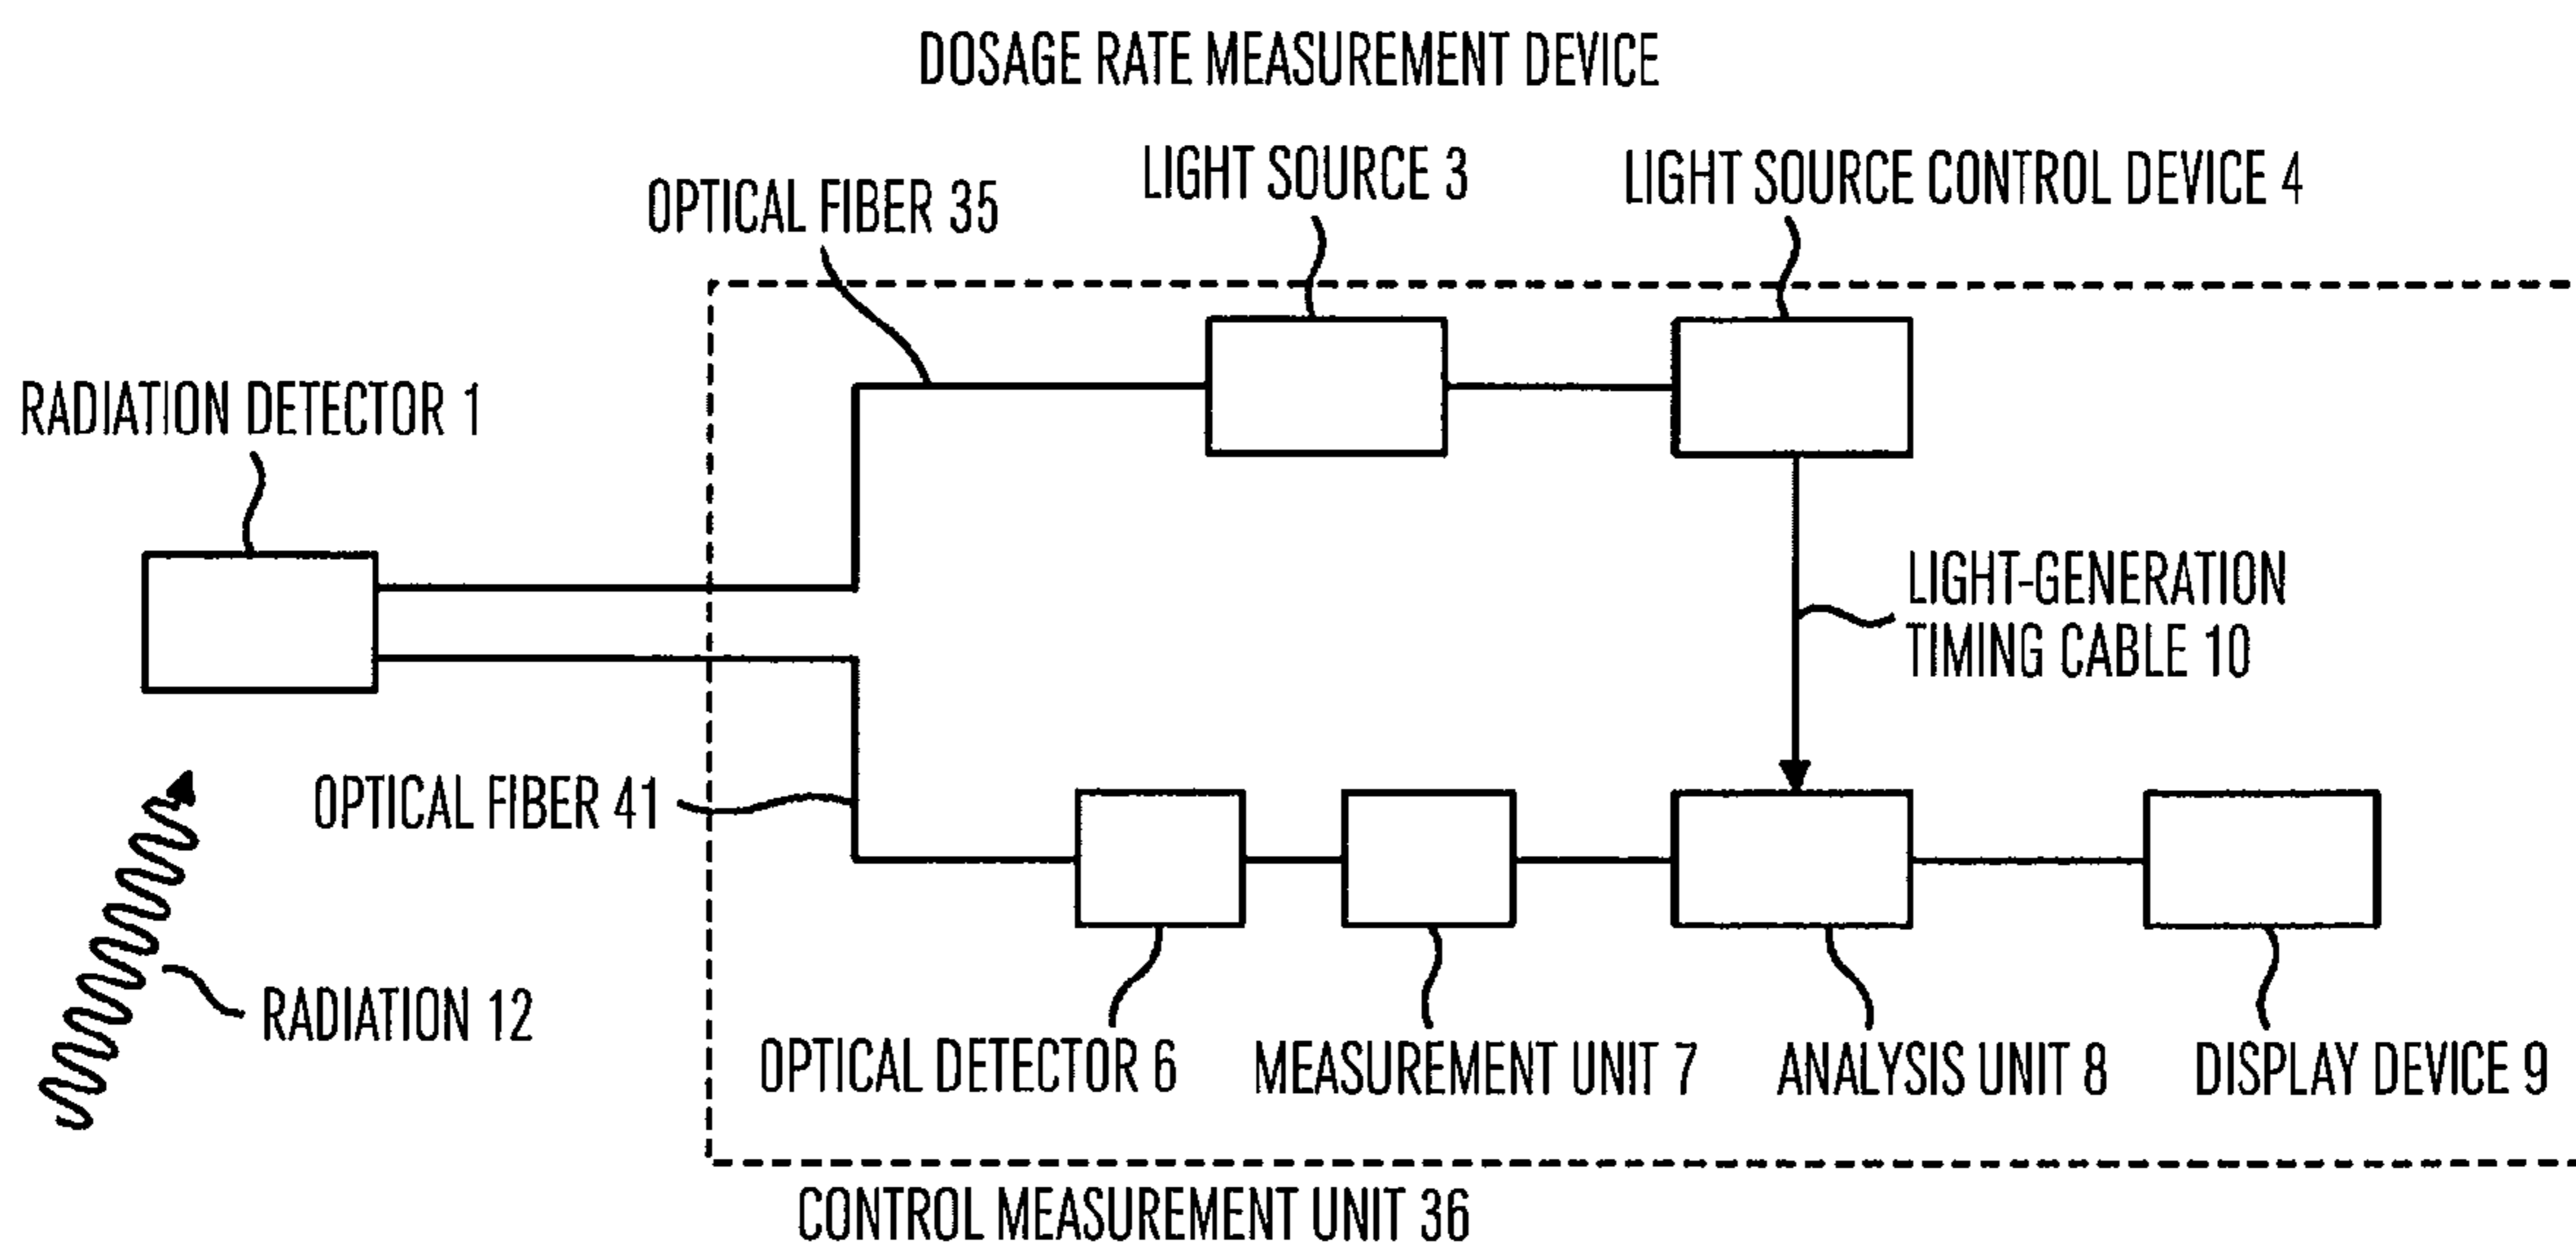 DOSAGE RATE MEASUREMENT DEVICE
LIGHT SOURCE 3
LIGHT SOURCE CONTROL DEVICE 4
OPTICAL FIBER 35
RADIATION DETECTOR 1
LIGHT-GENERATION
TIMING CABLE 10
OPTICAL FIBER 41
RADIATION 12
OPTICAL DETECTOR 6
MEASUREMENT UNIT 7
ANALYSIS UNIT 8
DISPLAY DEVICE 9
CONTROL MEASUREMENT UNIT 36